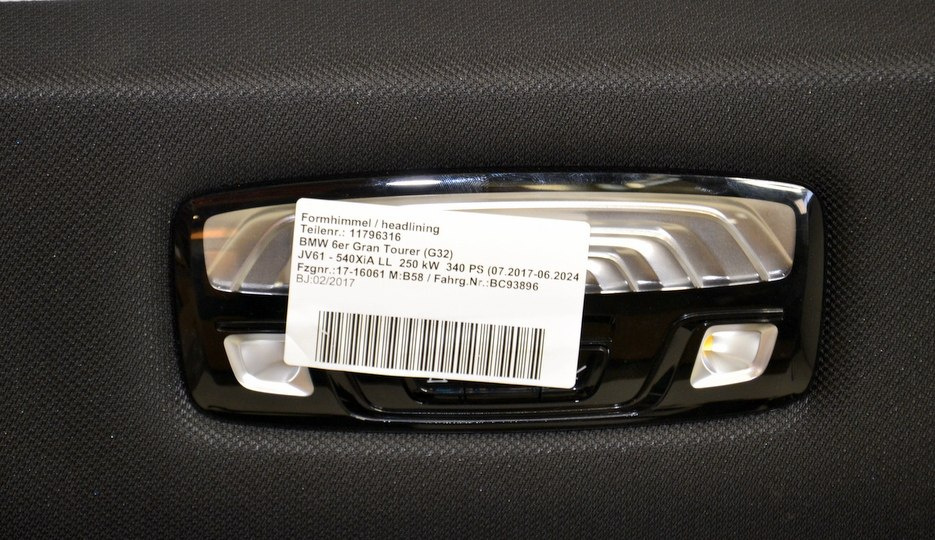 Formhimmel / headlining
Teilenr.: 11796316
BMW 6er Gran Tourer (G32)
JV61 - 540XiA LL 250 kW 340 PS (07.2017-06.2024
Fzgnr.:17-16061 M:B58 / Fahrg.Nr.:BC93896
BJ:02/2017